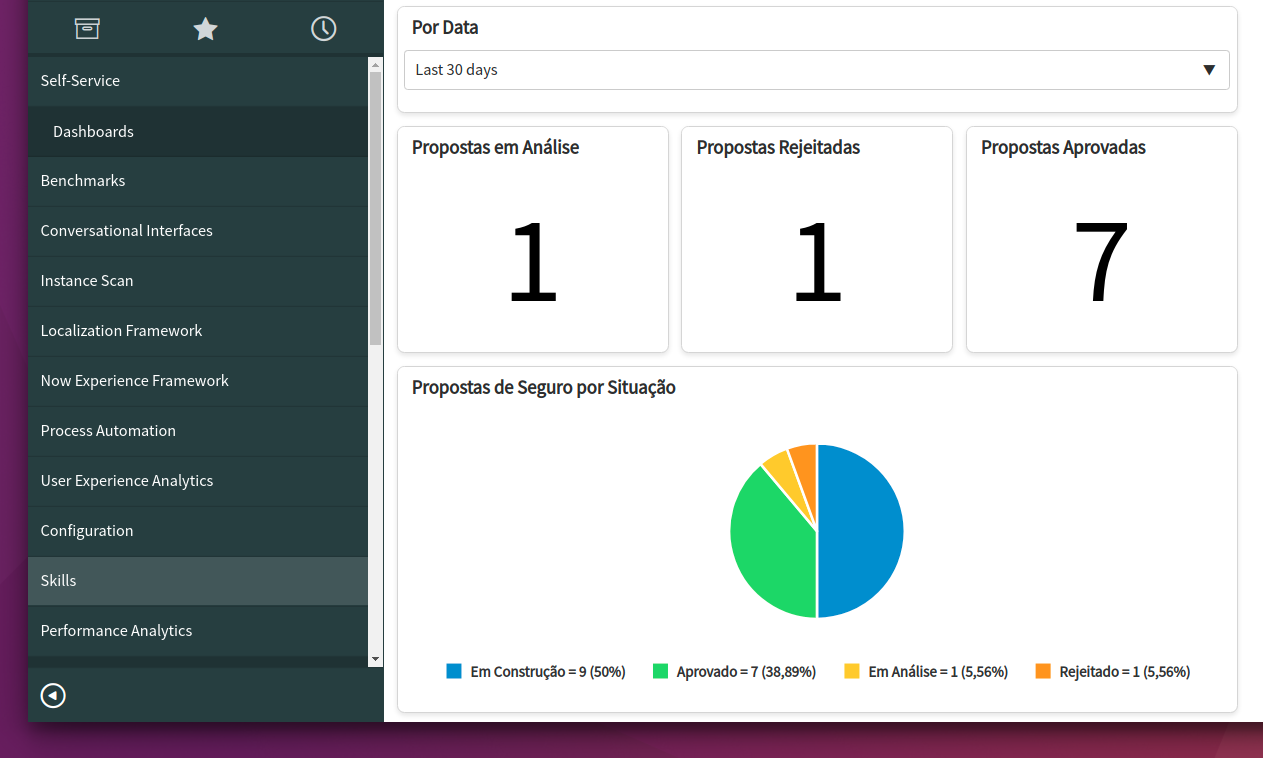 Self-Service
Dashboards
Benchmarks
Conversational Interfaces
Instance Scan
Localization Framework
Now Experience Framework
Process Automation
User Experience Analytics
Configuration
Skills
Performance Analytics
Por Data
Last 30 days
Propostas em Análise
1
Propostas Rejeitadas
1
Propostas Aprovadas
7
Propostas de Seguro por Situação
Em Construção = 9 (50%)
Aprovado = 7 (38,89%)
Em Análise = 1 (5,56%)
Rejeitado = 1 (5,56%)